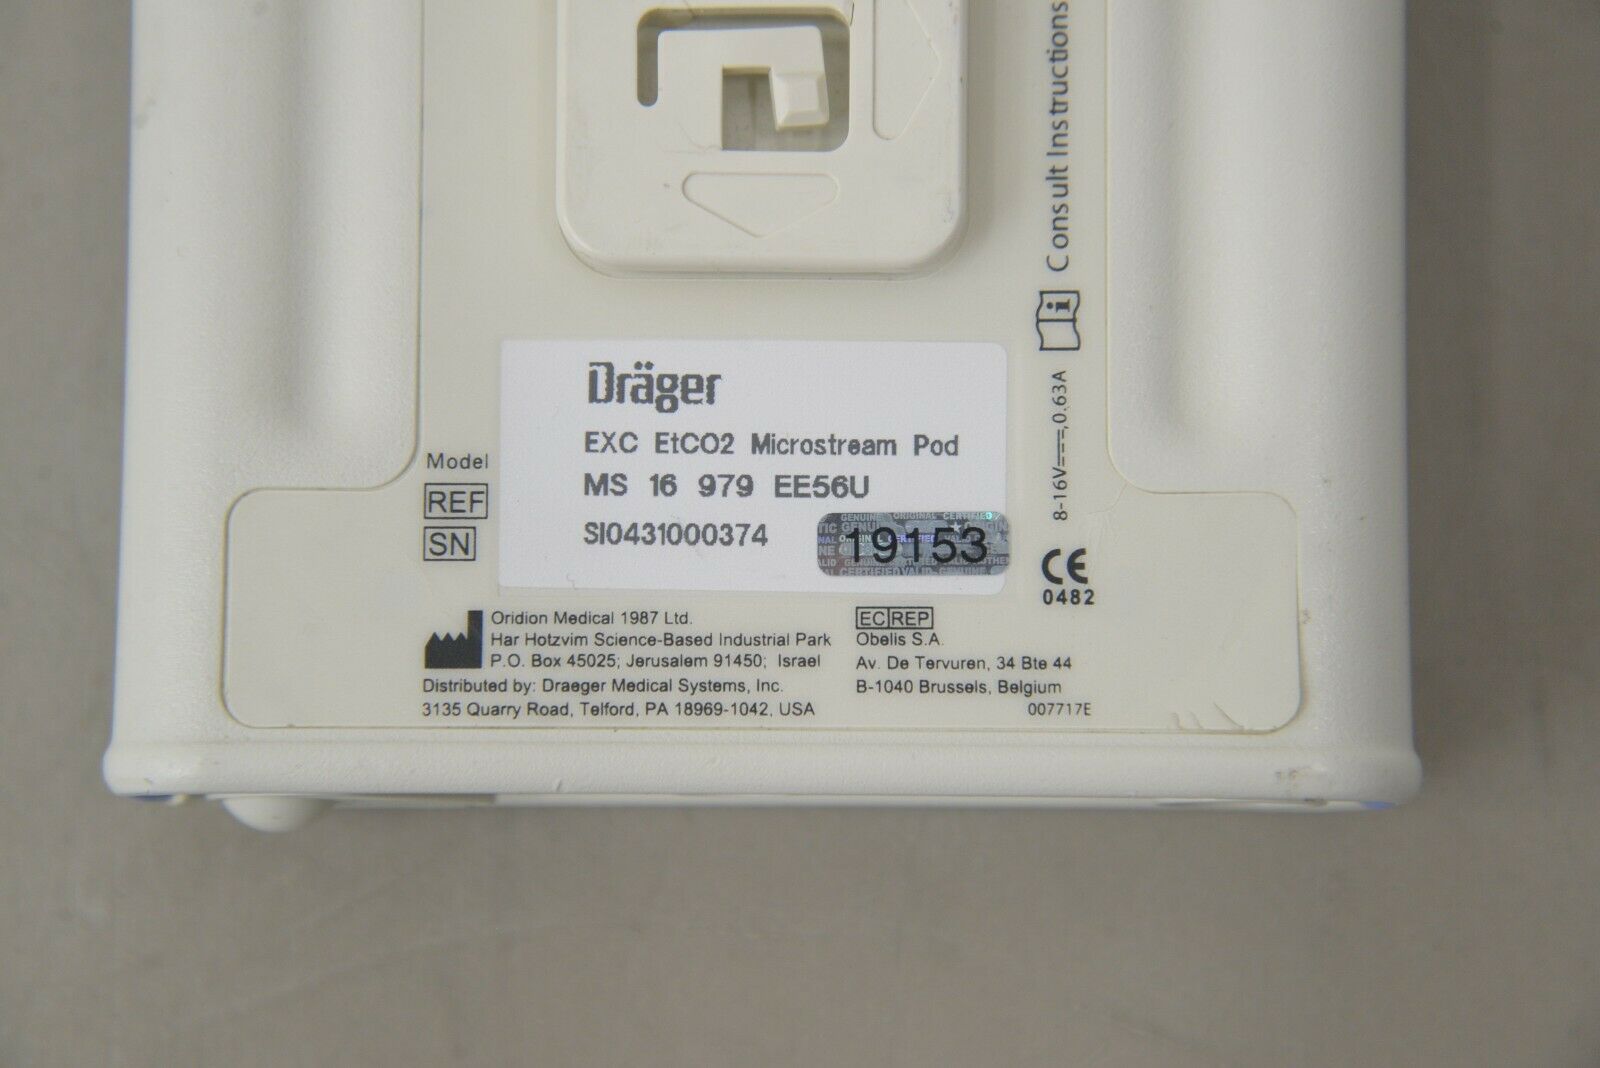 Consult Instructions
8-16V⎓,0.63A
Dräger
Model EXC EtCO2 Microstream Pod
REF MS 16 979 EE56U
SN SI0431000374
19153
CE
0482
Oridion Medical 1987 Ltd.
Har Hotzvim Science-Based Industrial Park
P.O. Box 45025; Jerusalem 91450; Israel
Distributed by: Draeger Medical Systems, Inc.
3135 Quarry Road, Telford, PA 18969-1042, USA
EC REP
Obelis S.A.
Av. De Tervuren, 34 Bte 44
B-1040 Brussels, Belgium
007717E